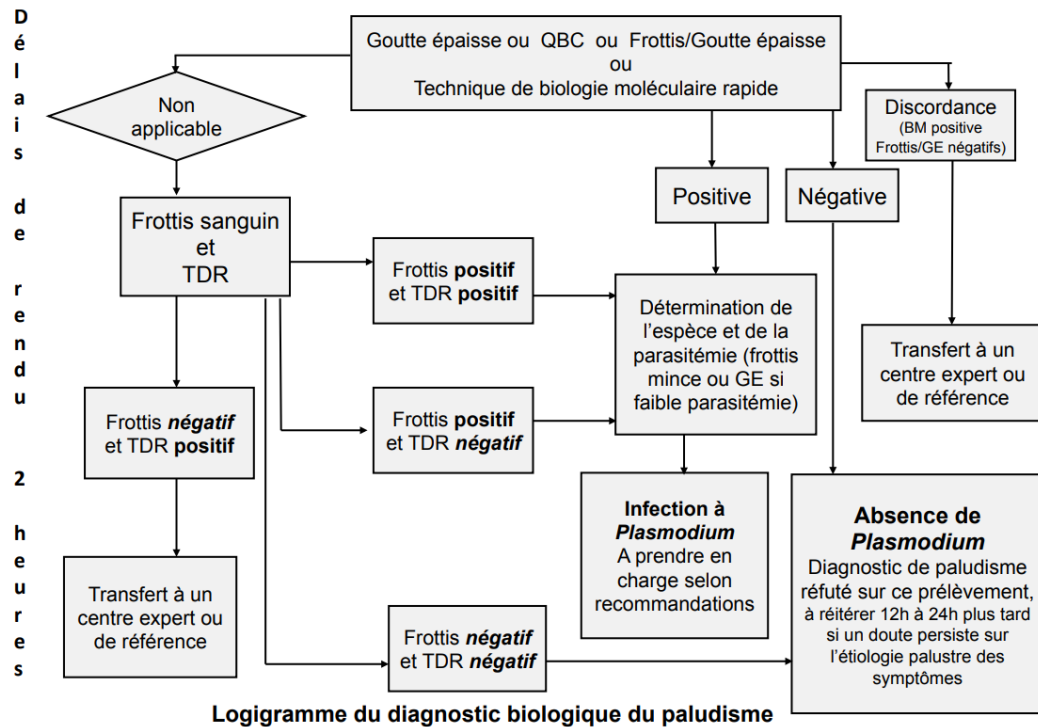 Délais de rendu 2 heures
Goutte épaisse ou QBC ou Frottis/Goutte épaisse
ou
Technique de biologie moléculaire rapide
Non
applicable
Discordance
(BM positive
Frottis/GE négatifs)
Positive
Négative
Frottis sanguin
et
TDR
Frottis positif
et TDR positif
Détermination de
l'espèce et de la
parasitémie (frottis
mince ou GE si
faible parasitémie)
Transfert à un
centre expert ou
de référence
Frottis négatif
et TDR positif
Frottis positif
et TDR négatif
Infection à
Plasmodium
A prendre en
charge selon
recommandations
Absence de
Plasmodium
Diagnostic de paludisme
réfuté sur ce prélèvement,
à réitérer 12h à 24h plus tard
si un doute persiste sur
l'étiologie palustre des
symptômes
Transfert à un
centre expert ou
de référence
Frottis négatif
et TDR négatif
Logigramme du diagnostic biologique du paludisme